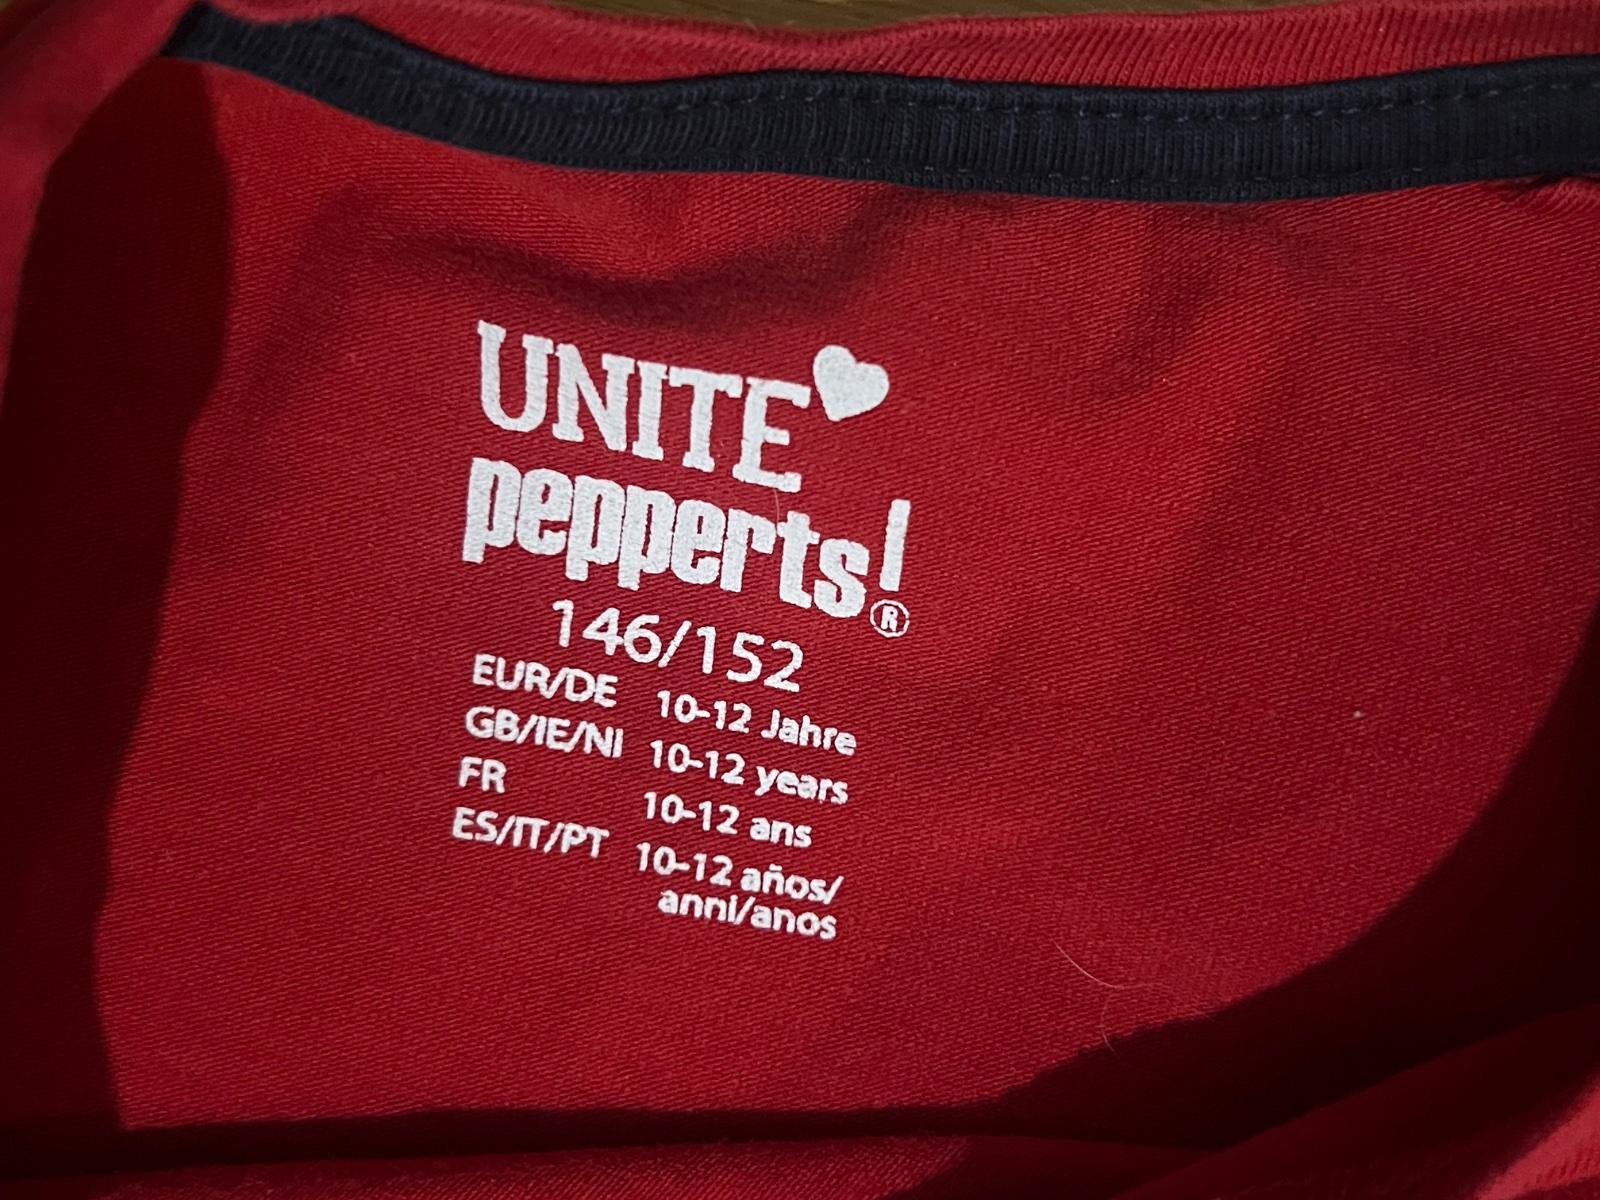 UNITE
pepperts!®
146/152
EUR/DE 10-12 Jahre
GB/IE/NI 10-12 years
FR 10-12 ans
ES/IT/PT 10-12 años/
anni/anos